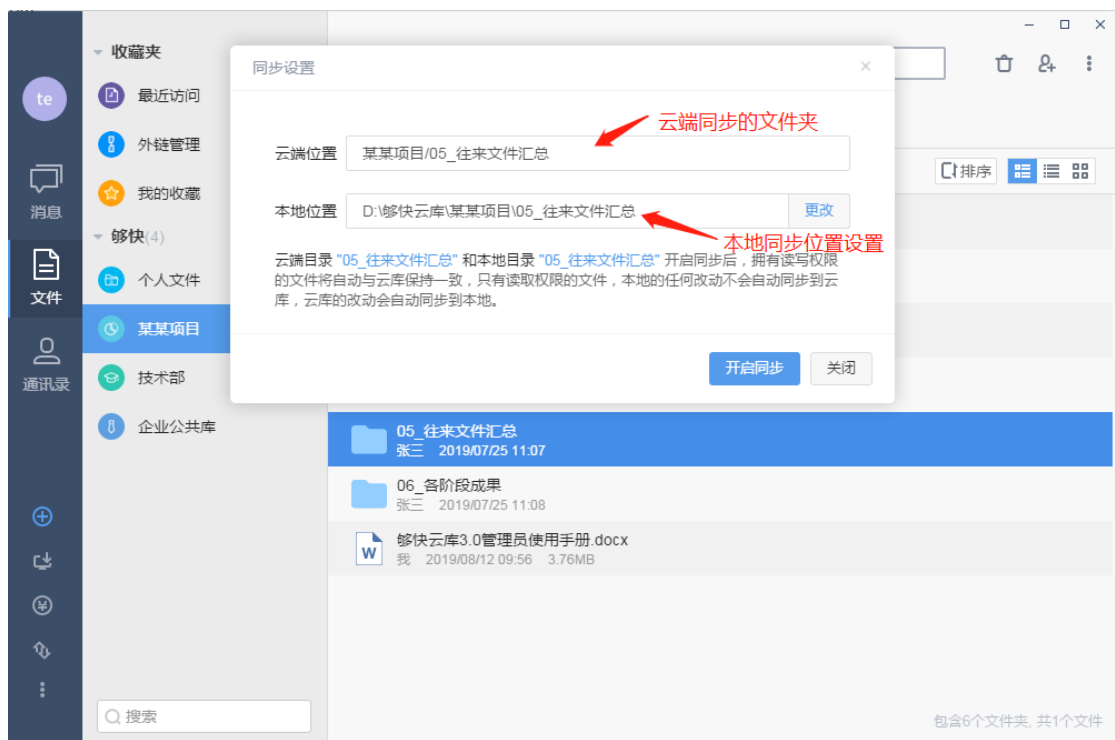 te
消息
文件
通讯录
收藏夹
最近访问
外链管理
我的收藏
够快(4)
个人文件
某某项目
技术部
企业公共库
搜索
同步设置
云端同步的文件夹
云端位置
某某项目/05_往来文件汇总
本地位置
D:\够快云库\某某项目\05_往来文件汇总
更改
本地同步位置设置
云端目录 "05_往来文件汇总" 和本地目录 "05_往来文件汇总" 开启同步后，拥有读写权限
的文件将自动与云库保持一致，只有读取权限的文件，本地的任何改动不会自动同步到云
库，云库的改动会自动同步到本地。
开启同步
关闭
排序
05_往来文件汇总
张三 2019/07/25 11:07
06_各阶段成果
张三 2019/07/25 11:08
W
够快云库3.0管理员使用手册.docx
我 2019/08/12 09:56 3.76MB
包含6个文件夹, 共1个文件